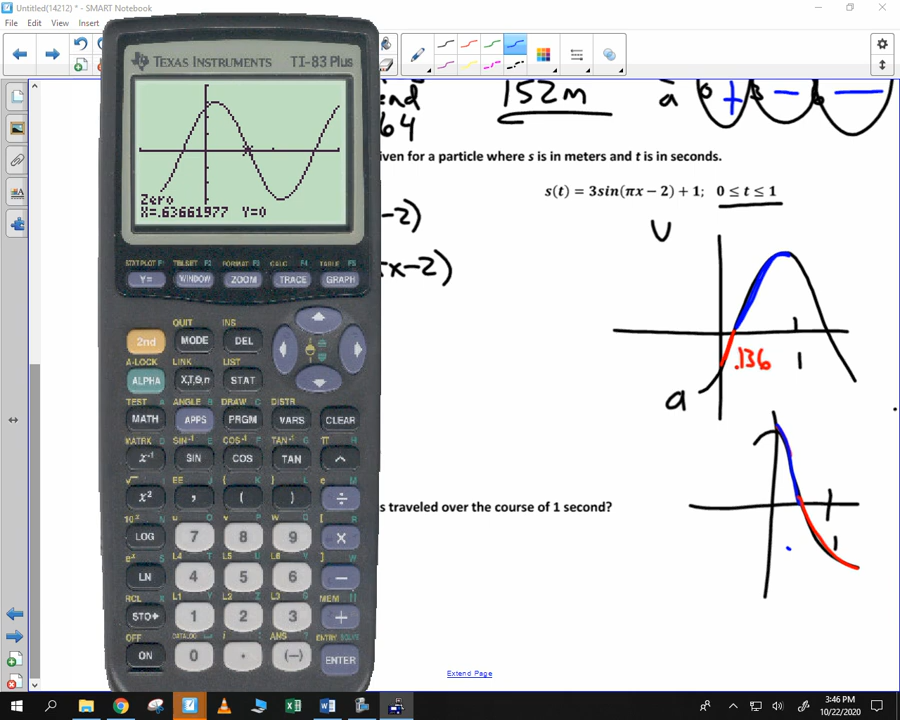 Untitled(14212) * - SMART Notebook
File Edit View Insert
end
152m
a
+ − −
64
iven for a particle where s is in meters and t is in seconds.
s(t) = 3sin(πx − 2) + 1; 0 ≤ t ≤ 1
-2)
πx-2)
V
.136
1
a
1
s traveled over the course of 1 second?
Extend Page
TEXAS INSTRUMENTS TI-83 Plus
Zero
X=.63661977 Y=0
STAT PLOT F1 TBLSET F2 FORMAT F3 CALC F4 TABLE F5
Y= WINDOW ZOOM TRACE GRAPH
QUIT INS
2nd MODE DEL
A-LOCK LINK LIST
ALPHA X,T,Θ,n STAT
TEST A ANGLE B DRAW C DISTR
MATH APPS PRGM VARS CLEAR
MATRX D SIN⁻¹ E COS⁻¹ F TAN⁻¹ G π H
x⁻¹ SIN COS TAN ^
√ I EE J { K } L e M
x² , ( ) ÷
10ˣ N u O v P w Q [ R
LOG 7 8 9 X
eˣ S L4 T L5 U L6 V ] W
LN 4 5 6 −
RCL X L1 Y L2 Z L3 θ MEM "
STO▸ 1 2 3 +
OFF CATALOG i : ANS ? ENTRY SOLVE
ON 0 . (−) ENTER
3:46 PM
10/22/2020